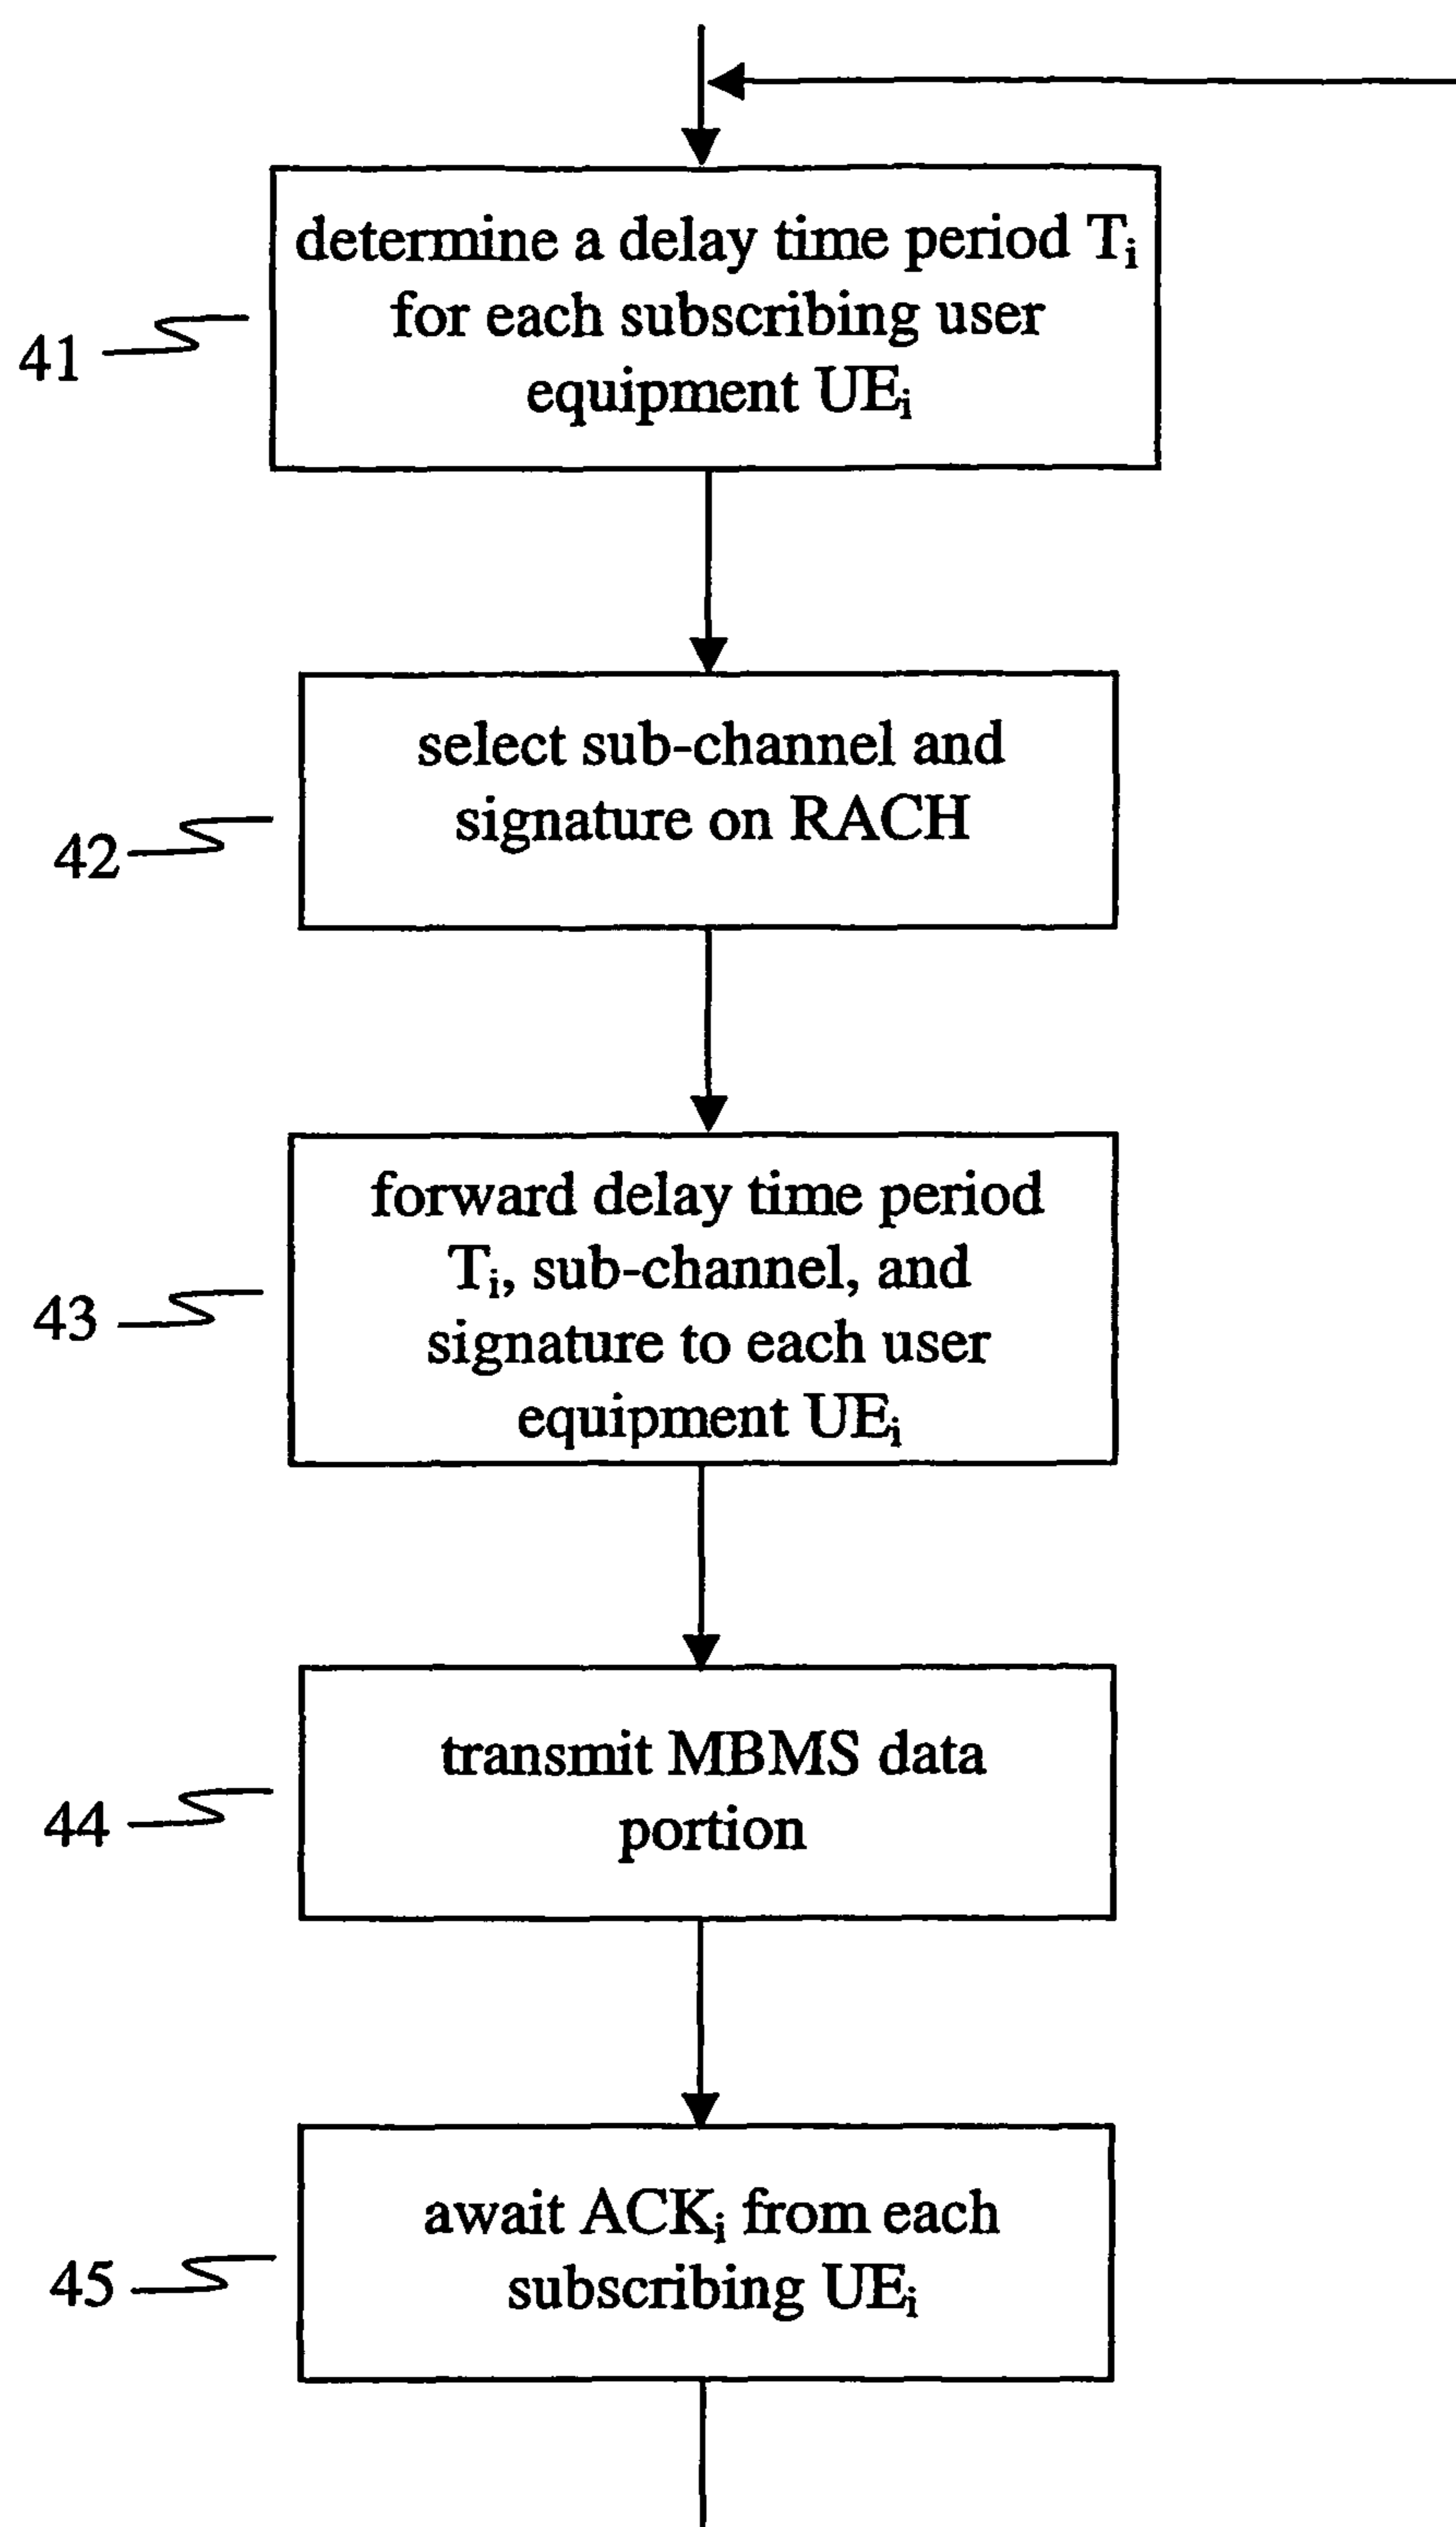 determine a delay time period Tᵢ
for each subscribing user
equipment UEᵢ
41
select sub-channel and
signature on RACH
42
forward delay time period
Tᵢ, sub-channel, and
signature to each user
equipment UEᵢ
43
transmit MBMS data
portion
44
await ACKᵢ from each
subscribing UEᵢ
45